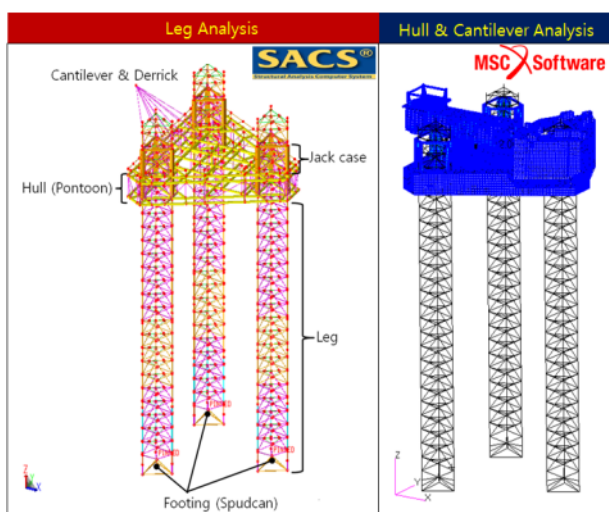 Leg Analysis
Hull & Cantilever Analysis
SACS®
Structural Analysis Computer System
MSC Software
Cantilever & Derrick
Jack case
Hull (Pontoon)
Leg
PINNED
Footing (Spudcan)
Z
X
Z
Y
X